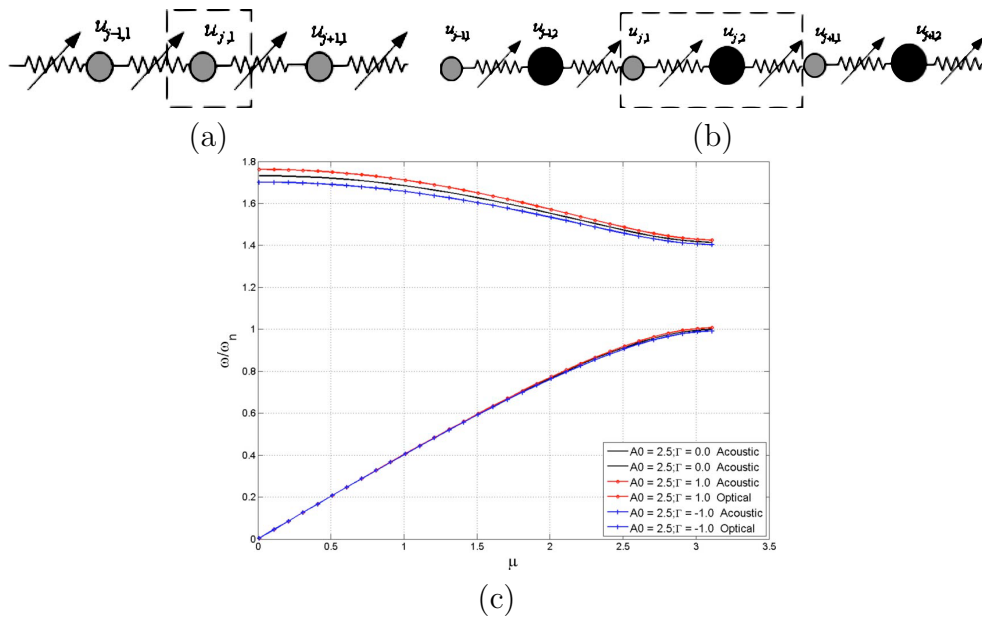 u_{j-1,1} u_{j,1} u_{j+1,1} u_{j-1,1} u_{j-1,2} u_{j,1} u_{j,2} u_{j+1,1} u_{j+1,2}
(a) (b)
1.8
1.6
1.4
1.2
1
0.8
0.6
0.4
0.2
0
ω/ω_n
A0 = 2.5;Γ = 0.0 Acoustic
A0 = 2.5;Γ = 0.0 Acoustic
A0 = 2.5;Γ = 1.0 Acoustic
A0 = 2.5;Γ = 1.0 Optical
A0 = 2.5;Γ = -1.0 Acoustic
A0 = 2.5;Γ = -1.0 Optical
0 0.5 1 1.5 2 2.5 3 3.5
μ
(c)